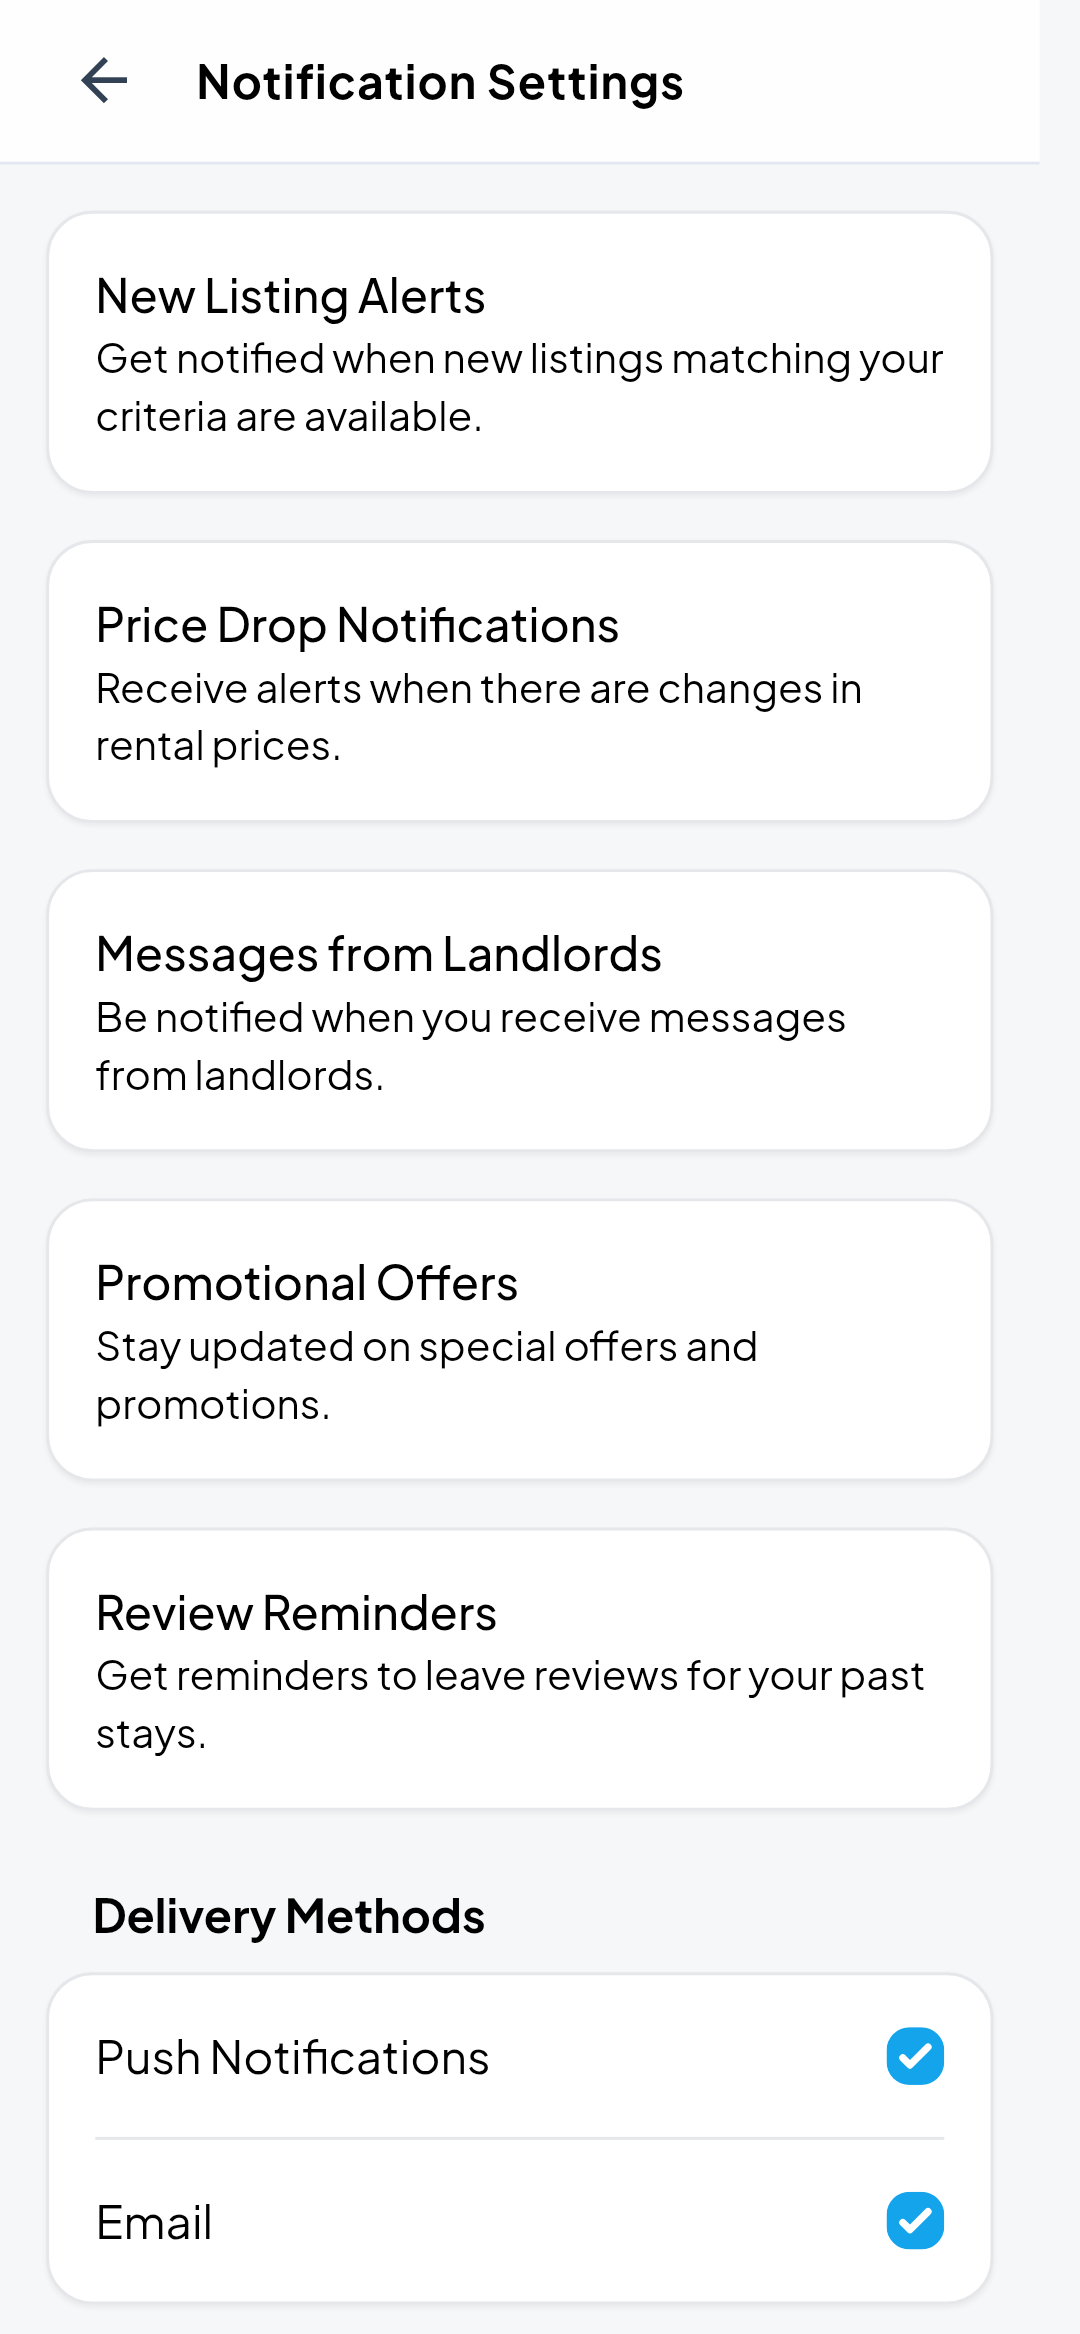 Notification Settings
New Listing Alerts
Get notified when new listings matching your
criteria are available.
Price Drop Notifications
Receive alerts when there are changes in
rental prices.
Messages from Landlords
Be notified when you receive messages
from landlords.
Promotional Offers
Stay updated on special offers and
promotions.
Review Reminders
Get reminders to leave reviews for your past
stays.
Delivery Methods
Push Notifications
Email